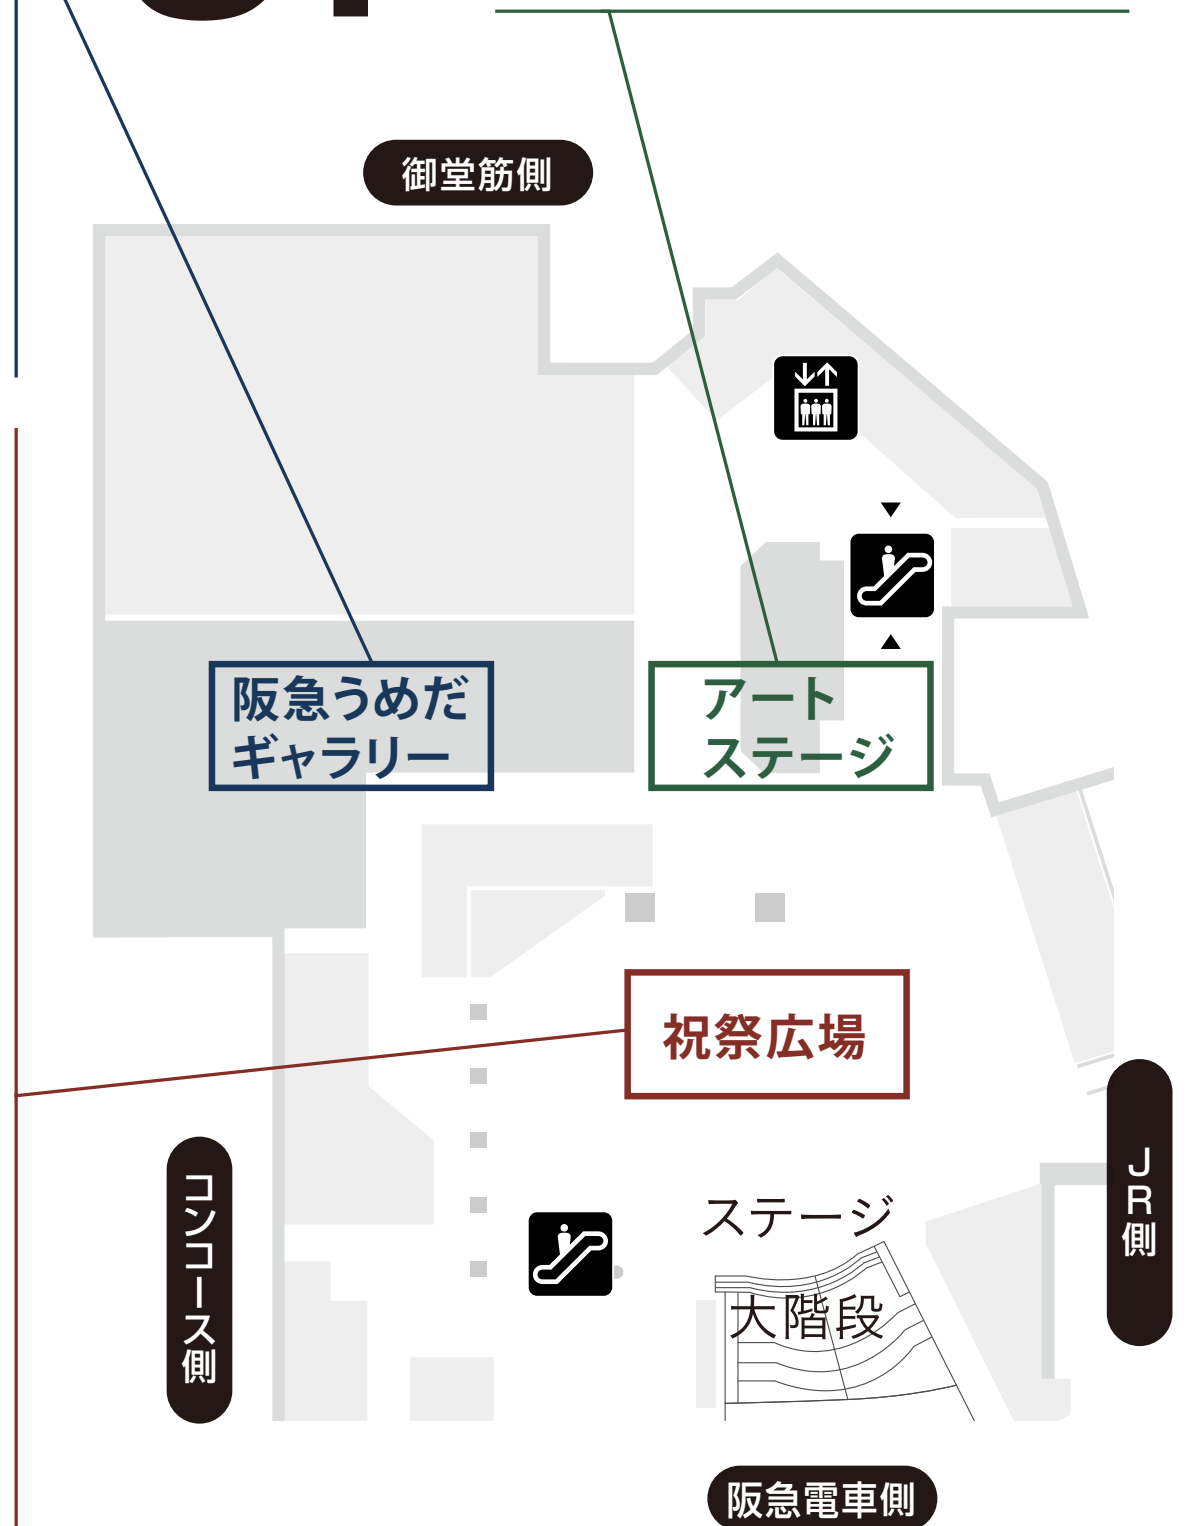 御堂筋側
阪急うめだ
ギャラリー
アート
ステージ
祝祭広場
コンコース側
JR側
ステージ
大階段
阪急電車側